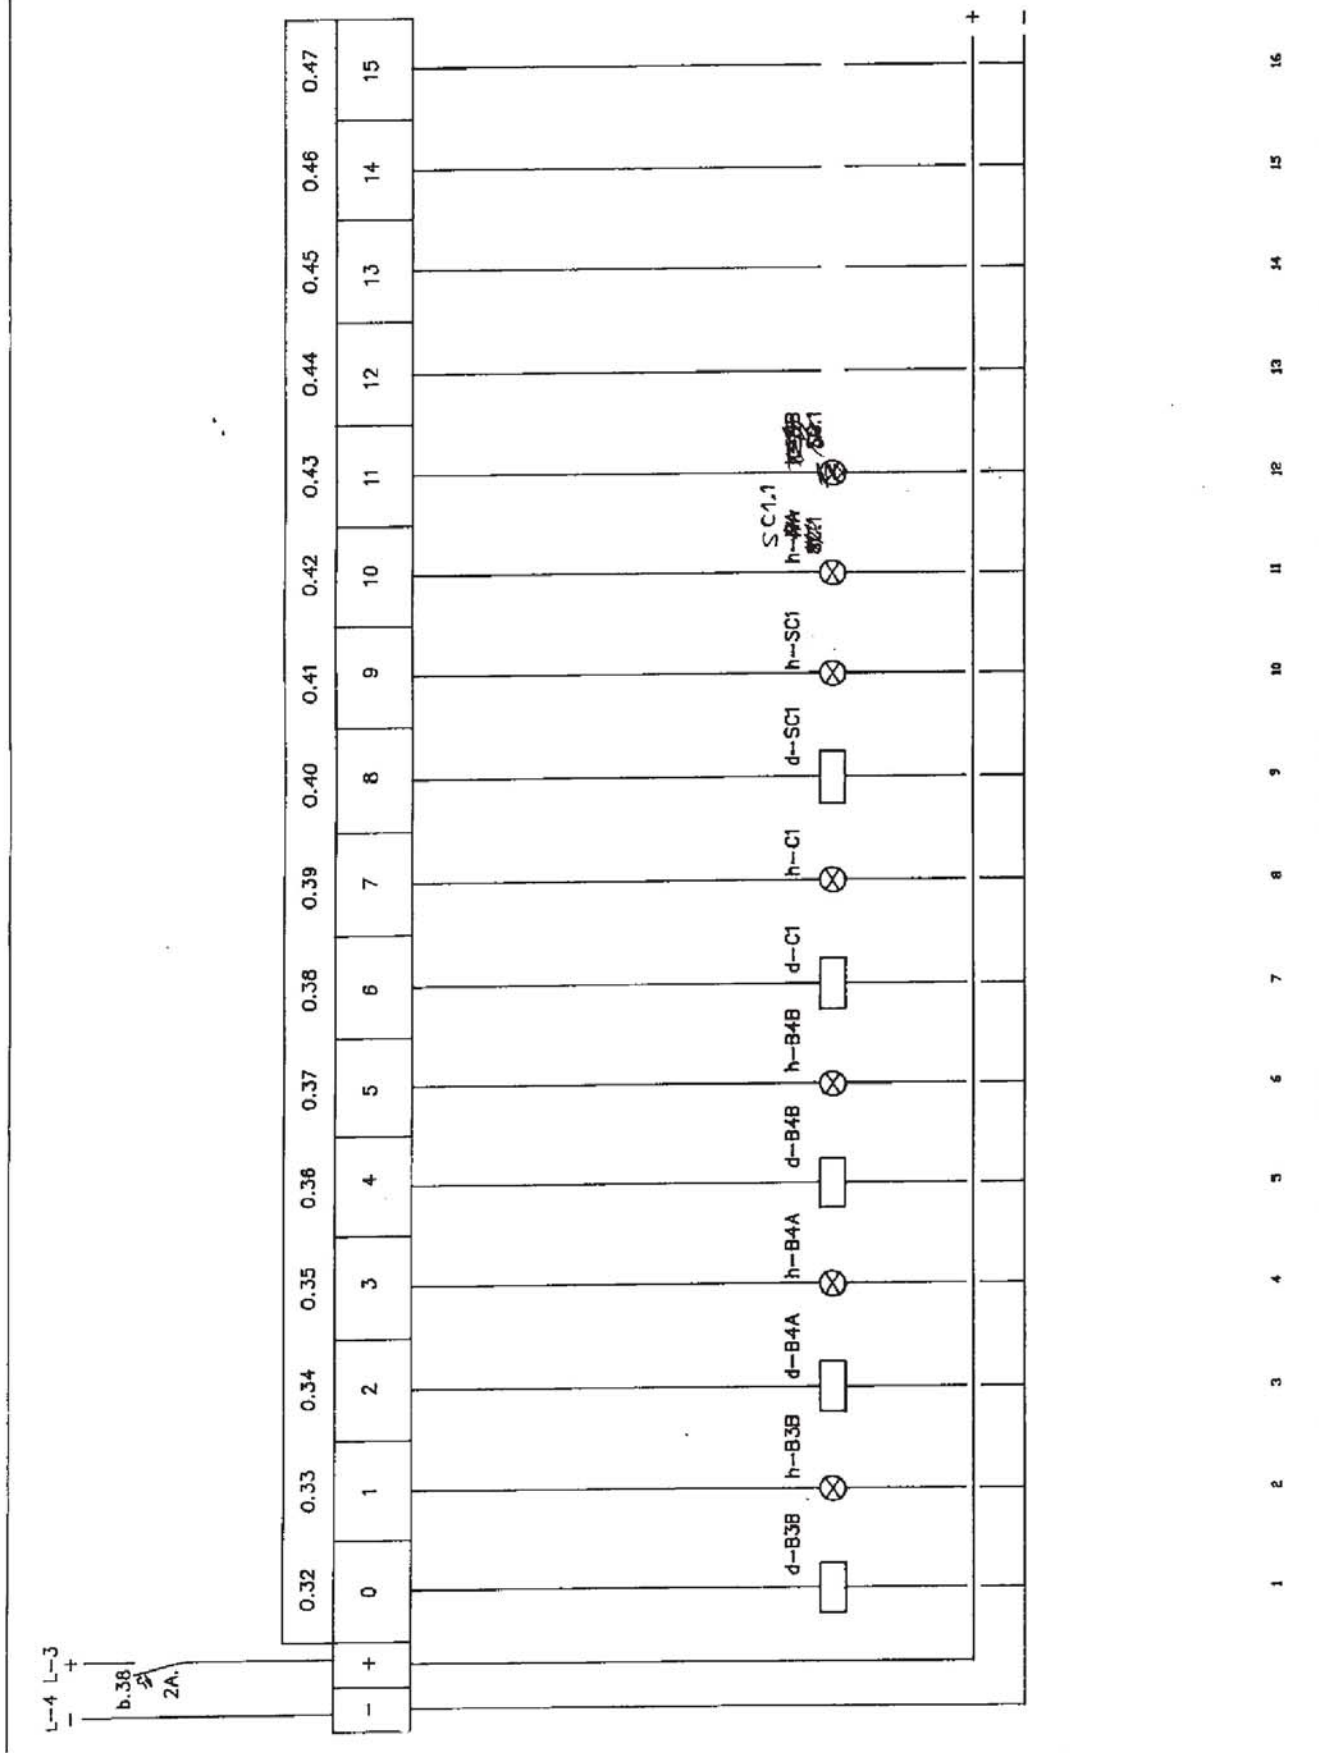 L-4 L-3
- +
b.38
2A.
0.32 0.33 0.34 0.35 0.36 0.37 0.38 0.39 0.40 0.41 0.42 0.43 0.44 0.45 0.46 0.47
- + 0 1 2 3 4 5 6 7 8 9 10 11 12 13 14 15
SC1.1
d-B3B h-B3B d-B4A h-B4A d-B4B h-B4B d-C1 h-C1 d-SC1 h-SC1
+
-
1 2 3 4 5 6 7 8 9 10 11 12 13 14 15 16